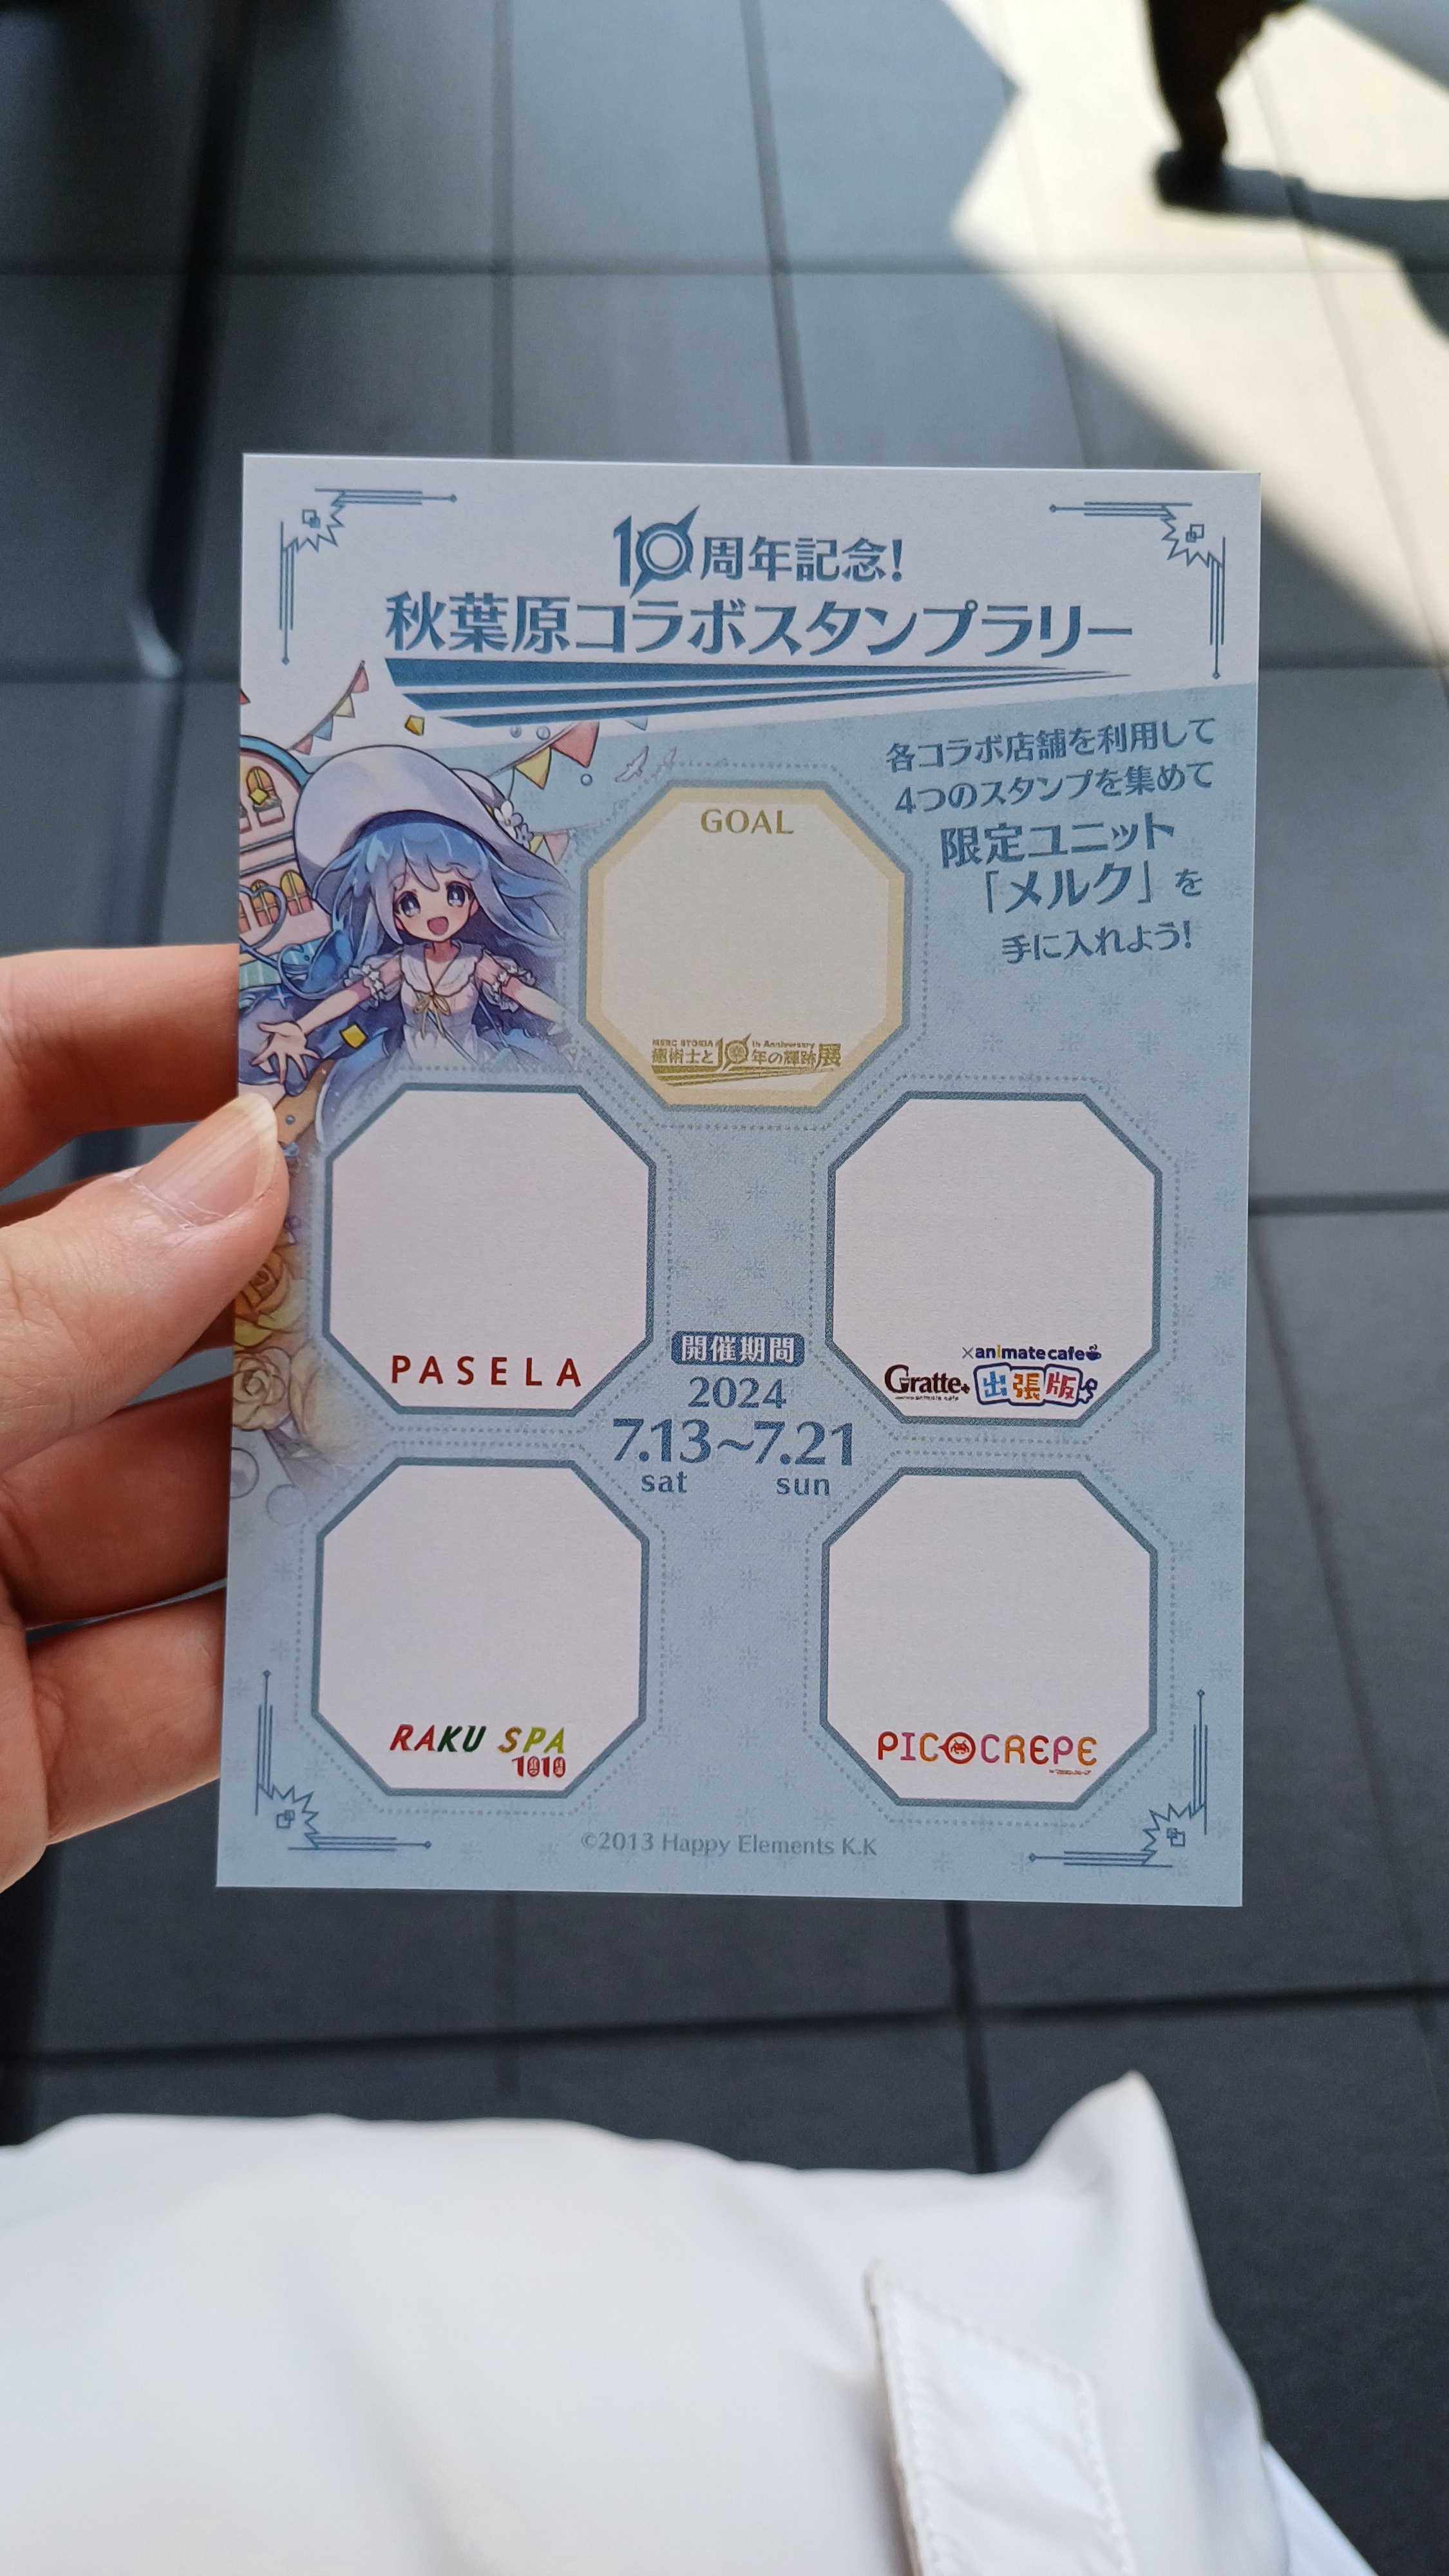 10周年記念!
秋葉原コラボスタンプラリー
各コラボ店舗を利用して
4つのスタンプを集めて
限定ユニット
「メルク」を
手に入れよう!
GOAL
MERC STORIA th Anniversary
癒術士と10年の輝跡展
PASELA
×animatecafe
Gratte 出張版
開催期間
2024
7.13~7.21
sat sun
RAKU SPA
1010
PICOCREPE
©2013 Happy Elements K.K